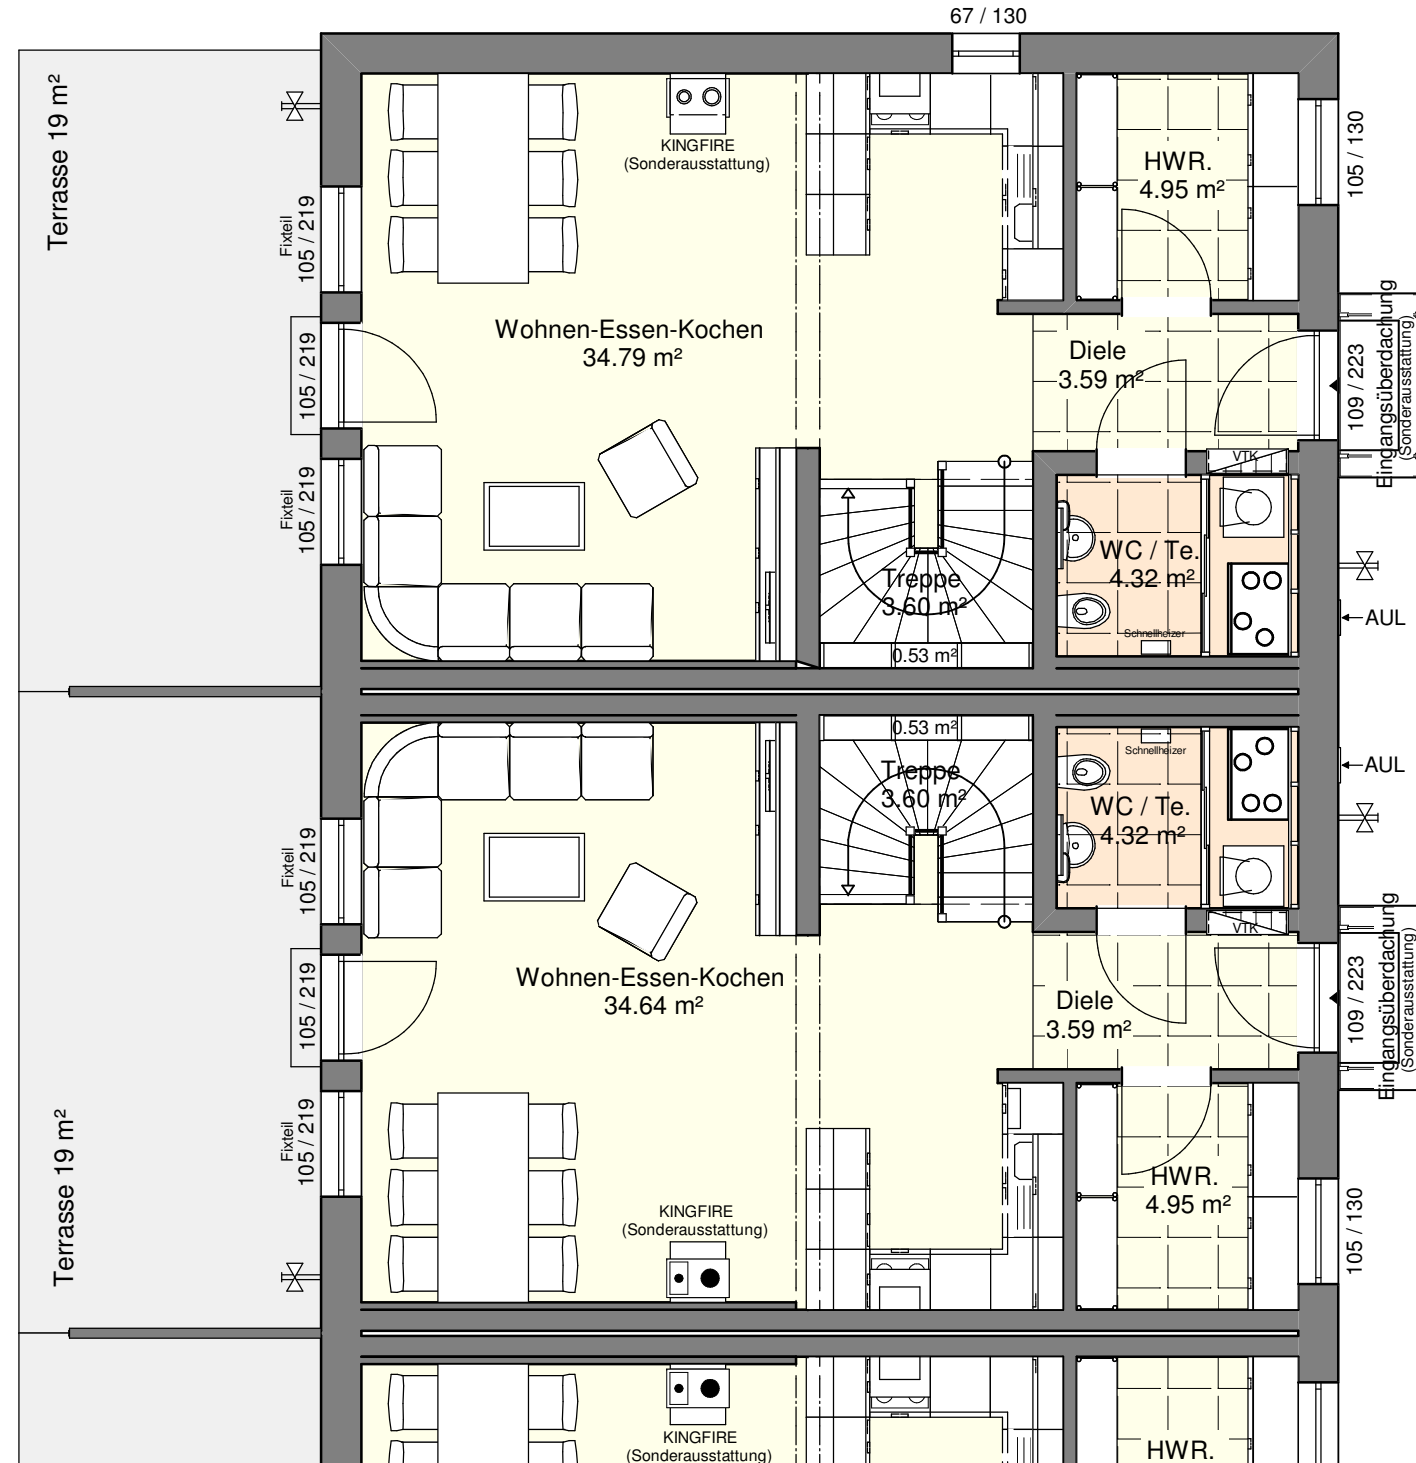 67 / 130
Terrasse 19 m²
KINGFIRE
(Sonderausstattung)
HWR.
4.95 m²
105 / 130
Fixteil
105 / 219
Wohnen-Essen-Kochen
34.79 m²
105 / 219
Diele
3.59 m²
109 / 223
Eingangsüberdachung
(Sonderausstattung)
VTK
Fixteil
105 / 219
WC / Te.
4.32 m²
Treppe
3.60 m²
AUL
Schnellheizer
0.53 m²
0.53 m²
Schnellheizer
AUL
Treppe
3.60 m²
WC / Te.
4.32 m²
Fixteil
105 / 219
VTK
Wohnen-Essen-Kochen
34.64 m²
105 / 219
Diele
3.59 m²
109 / 223
Eingangsüberdachung
(Sonderausstattung)
Fixteil
105 / 219
Terrasse 19 m²
HWR.
4.95 m²
105 / 130
KINGFIRE
(Sonderausstattung)
KINGFIRE
(Sonderausstattung)
HWR.